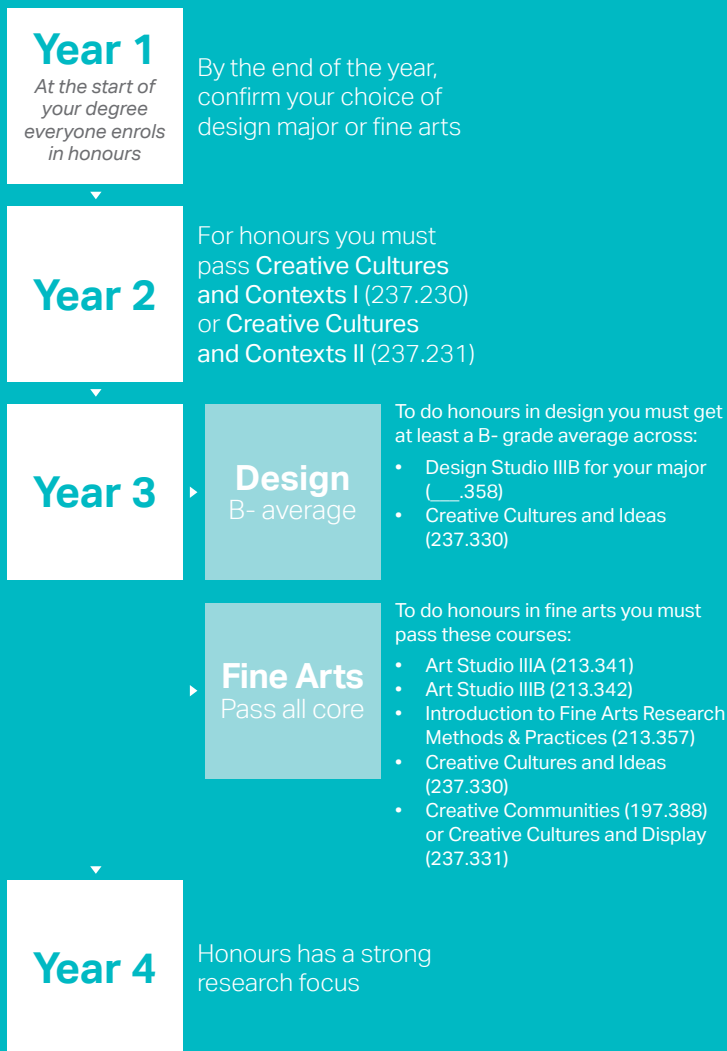 Year 1
At the start of
your degree
everyone enrols
in honours
By the end of the year,
confirm your choice of
design major or fine arts
Year 2
For honours you must
pass Creative Cultures
and Contexts I (237.230)
or Creative Cultures
and Contexts II (237.231)
Year 3
Design
B- average
To do honours in design you must get
at least a B- grade average across:
• Design Studio IIIB for your major
(___.358)
• Creative Cultures and Ideas
(237.330)
Fine Arts
Pass all core
To do honours in fine arts you must
pass these courses:
• Art Studio IIIA (213.341)
• Art Studio IIIB (213.342)
• Introduction to Fine Arts Research
Methods & Practices (213.357)
• Creative Cultures and Ideas
(237.330)
• Creative Communities (197.388)
or Creative Cultures and Display
(237.331)
Year 4
Honours has a strong
research focus